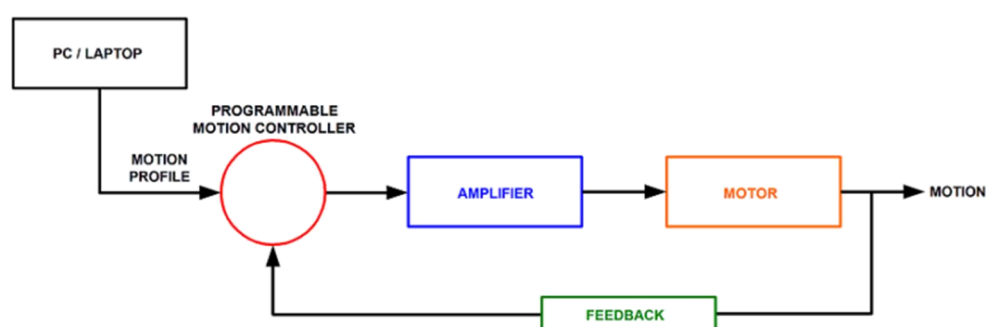 PC / LAPTOP
PROGRAMMABLE
MOTION CONTROLLER
MOTION
PROFILE
AMPLIFIER
MOTOR
MOTION
FEEDBACK